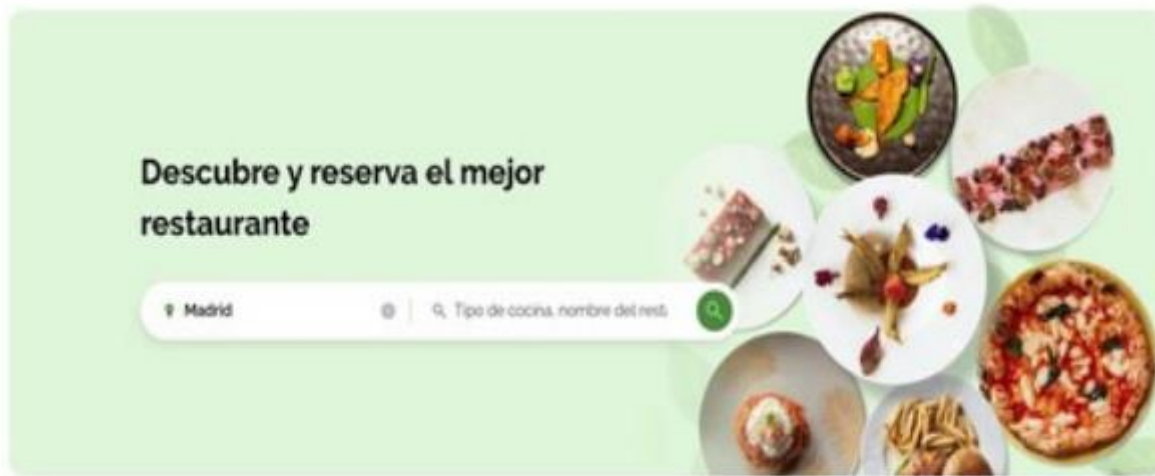 Descubre y reserva el mejor
restaurante
Madrid
Tipo de cocina, nombre del rest